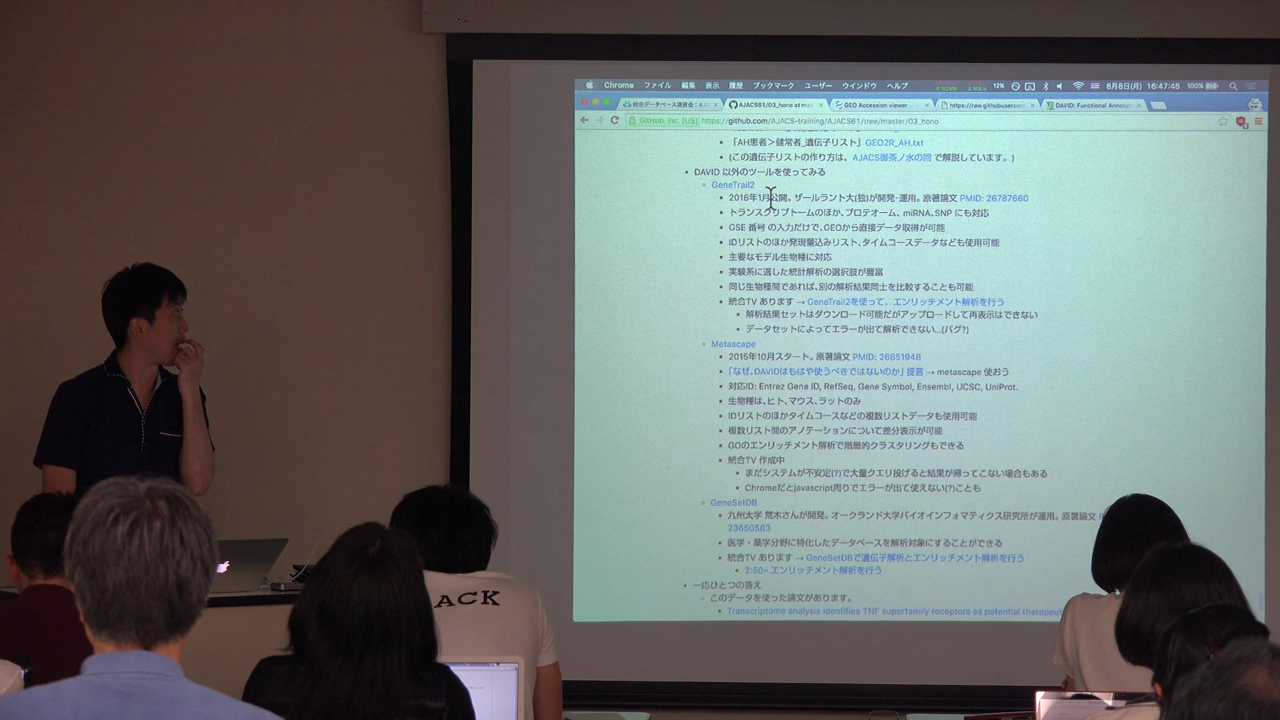 Chrome ファイル 編集 表示 履歴 ブックマーク ユーザー ウインドウ ヘルプ 12% 8月8日(月) 16:47:45 100%
統合データベース講習会：AJA AJACS61/03_hono at mas GEO Accession viewer https://raw.githubuserco DAVID: Functional Annota
GitHub, Inc. [US] https://github.com/AJACS-training/AJACS61/tree/master/03_hono
「AH患者＞健常者_遺伝子リスト」 GEO2R_AH.txt
(この遺伝子リストの作り方は、 AJACS御茶ノ水の回 で解説しています。)
DAVID 以外のツールを使ってみる
GeneTrail2
2016年1月公開。ザールラント大(独)が開発・運用。原著論文 PMID: 26787660
トランスクリプトームのほか、プロテオーム、 miRNA、SNP にも対応
GSE 番号 の入力だけで、GEOから直接データ取得が可能
IDリストのほか発現量込みリスト、タイムコースデータなども使用可能
主要なモデル生物種に対応
実験系に適した統計解析の選択肢が豊富
同じ生物種間であれば、別の解析結果同士を比較することも可能
統合TV あります → GeneTrail2を使って、エンリッチメント解析を行う
解析結果セットはダウンロード可能だがアップロードして再表示はできない
データセットによってエラーが出て解析できない...(バグ?)
Metascape
2015年10月スタート。原著論文 PMID: 26651948
「なぜ、DAVIDはもはや使うべきではないのか」 提言 → metascape 使おう
対応ID: Entrez Gene ID, RefSeq, Gene Symbol, Ensembl, UCSC, UniProt.
生物種は、ヒト、マウス、ラットのみ
IDリストのほかタイムコースなどの複数リストデータも使用可能
複数リスト間のアノテーションについて差分表示が可能
GOのエンリッチメント解析で階層的クラスタリングもできる
統合TV 作成中
まだシステムが不安定(?)で大量クエリ投げると結果が帰ってこない場合もある
Chromeだとjavascript周りでエラーが出て使えない(?)ことも
GeneSetDB
九州大学 荒木さんが開発。オークランド大学バイオインフォマティクス研究所が運用。原著論文
23650583
医学・薬学分野に特化したデータベースを解析対象にすることができる
統合TV あります → GeneSetDBで遺伝子解析とエンリッチメント解析を行う
2:50~ エンリッチメント解析を行う
一応ひとつの答え
このデータを使った論文があります。
Transcriptome analysis identifies TNF superfamily receptors as potential therapeut
ACK